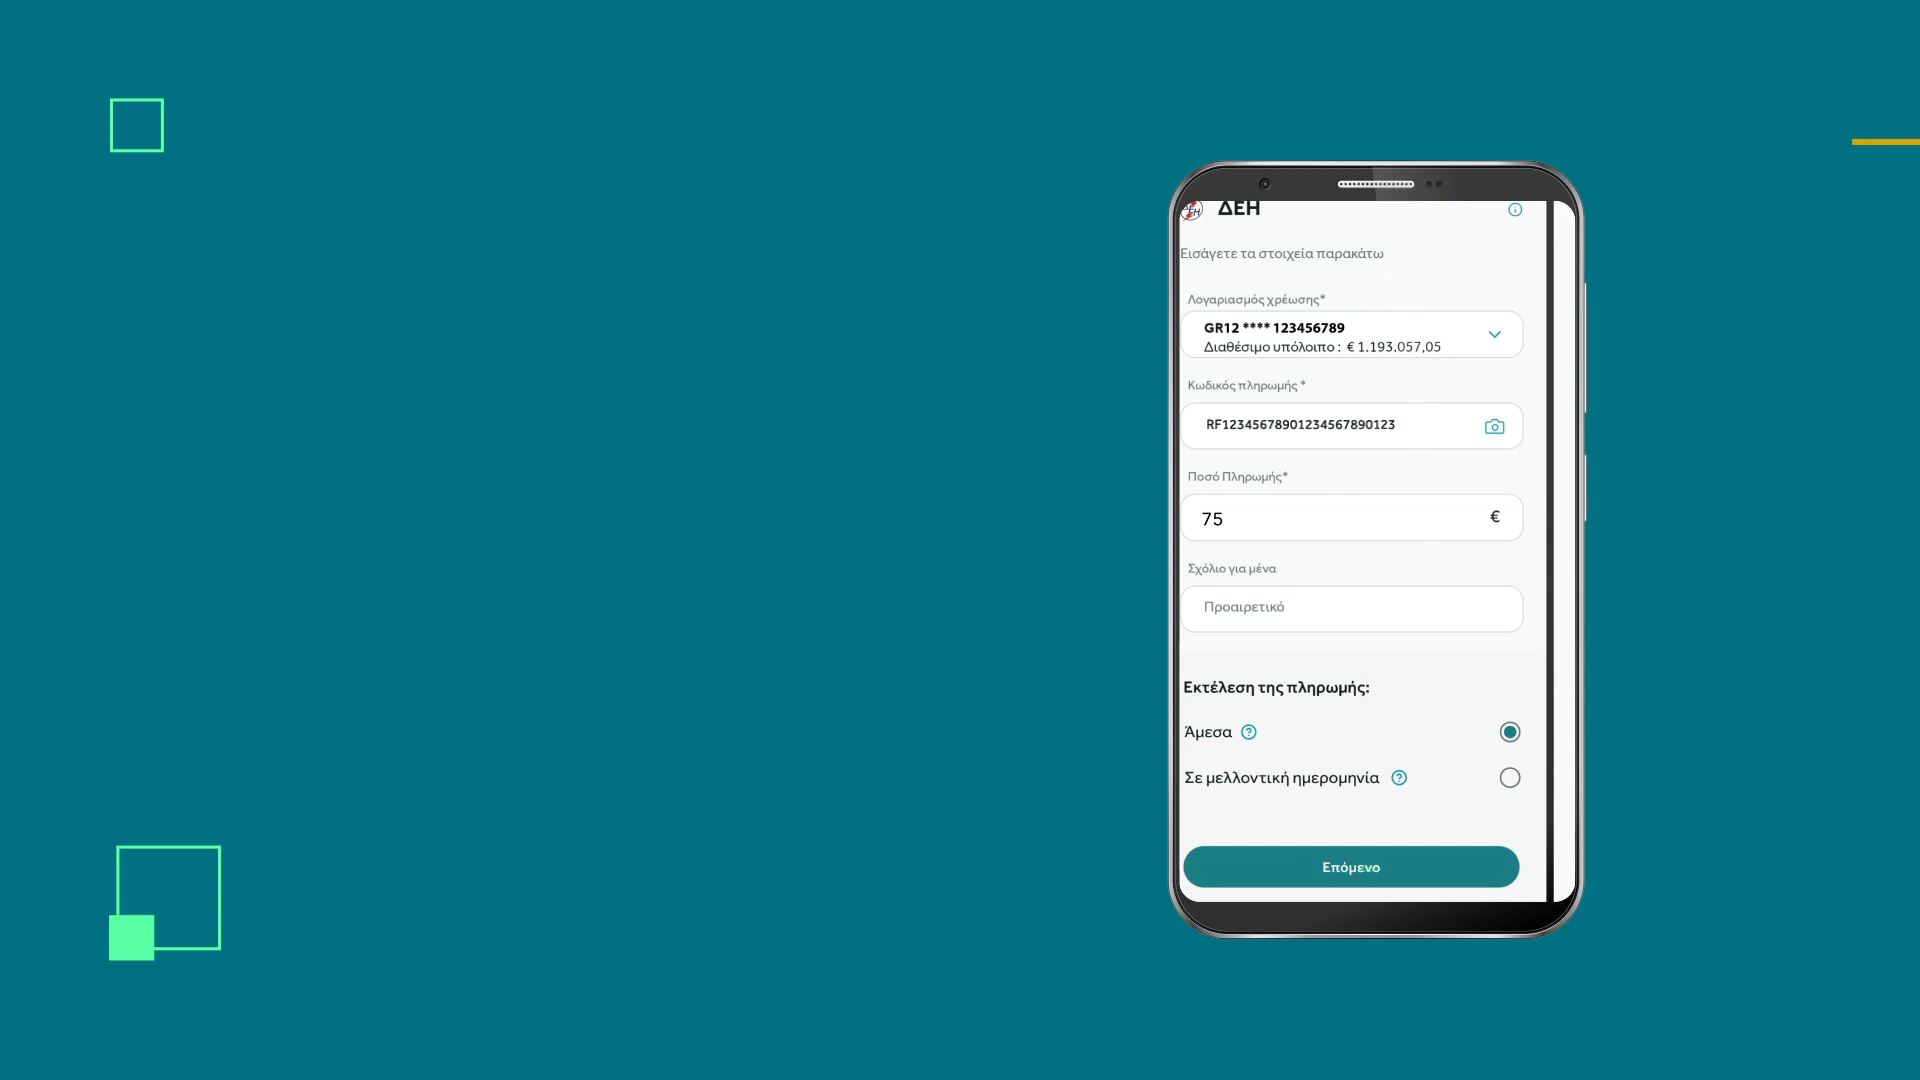 ΔΕΗ
Εισάγετε τα στοιχεία παρακάτω
Λογαριασμός χρέωσης*
GR12 **** 123456789
Διαθέσιμο υπόλοιπο : € 1.193.057,05
Κωδικός πληρωμής *
RF12345678901234567890123
Ποσό Πληρωμής*
75 €
Σχόλιο για μένα
Προαιρετικό
Εκτέλεση της πληρωμής:
Άμεσα ?
Σε μελλοντική ημερομηνία ?
Επόμενο